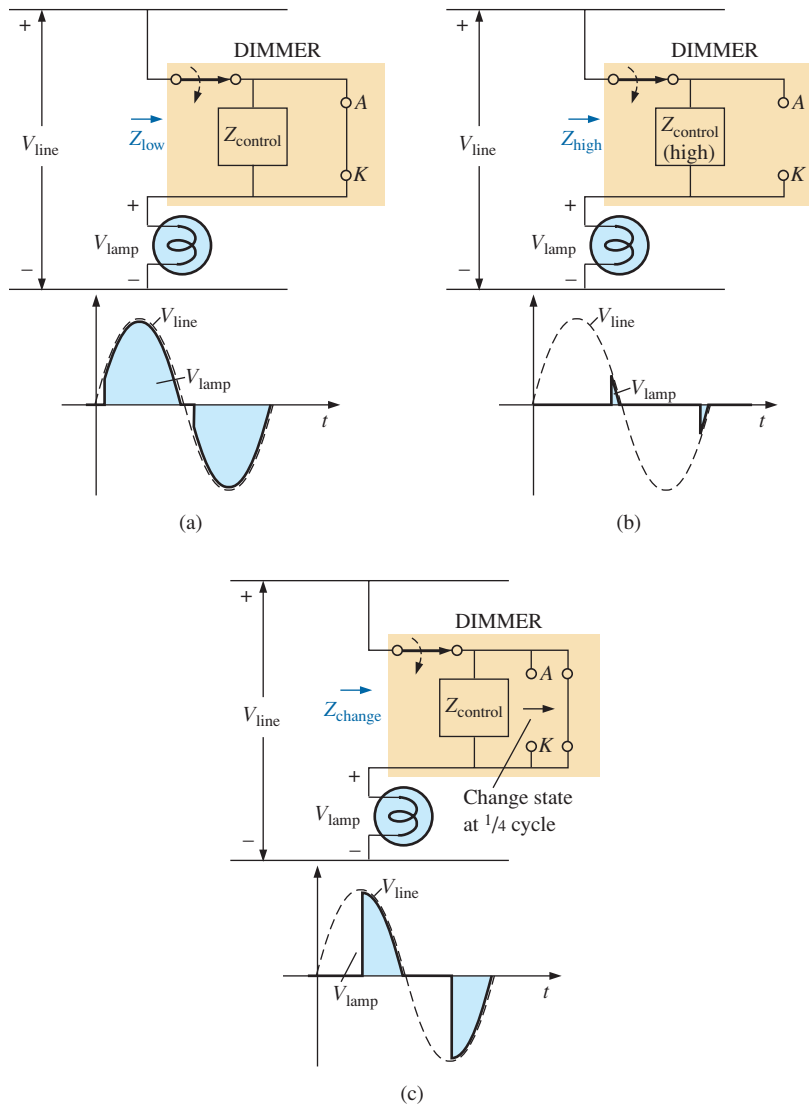 DIMMER
+
A
Z_low
Z_control
V_line
K
+
V_lamp
−
−
V_line
V_lamp
t
(a)
DIMMER
+
A
Z_high
Z_control
(high)
V_line
K
+
V_lamp
−
−
V_line
V_lamp
t
(b)
DIMMER
+
A
Z_change
Z_control
V_line
K
+
Change state
at 1/4 cycle
V_lamp
−
−
V_line
V_lamp
t
(c)